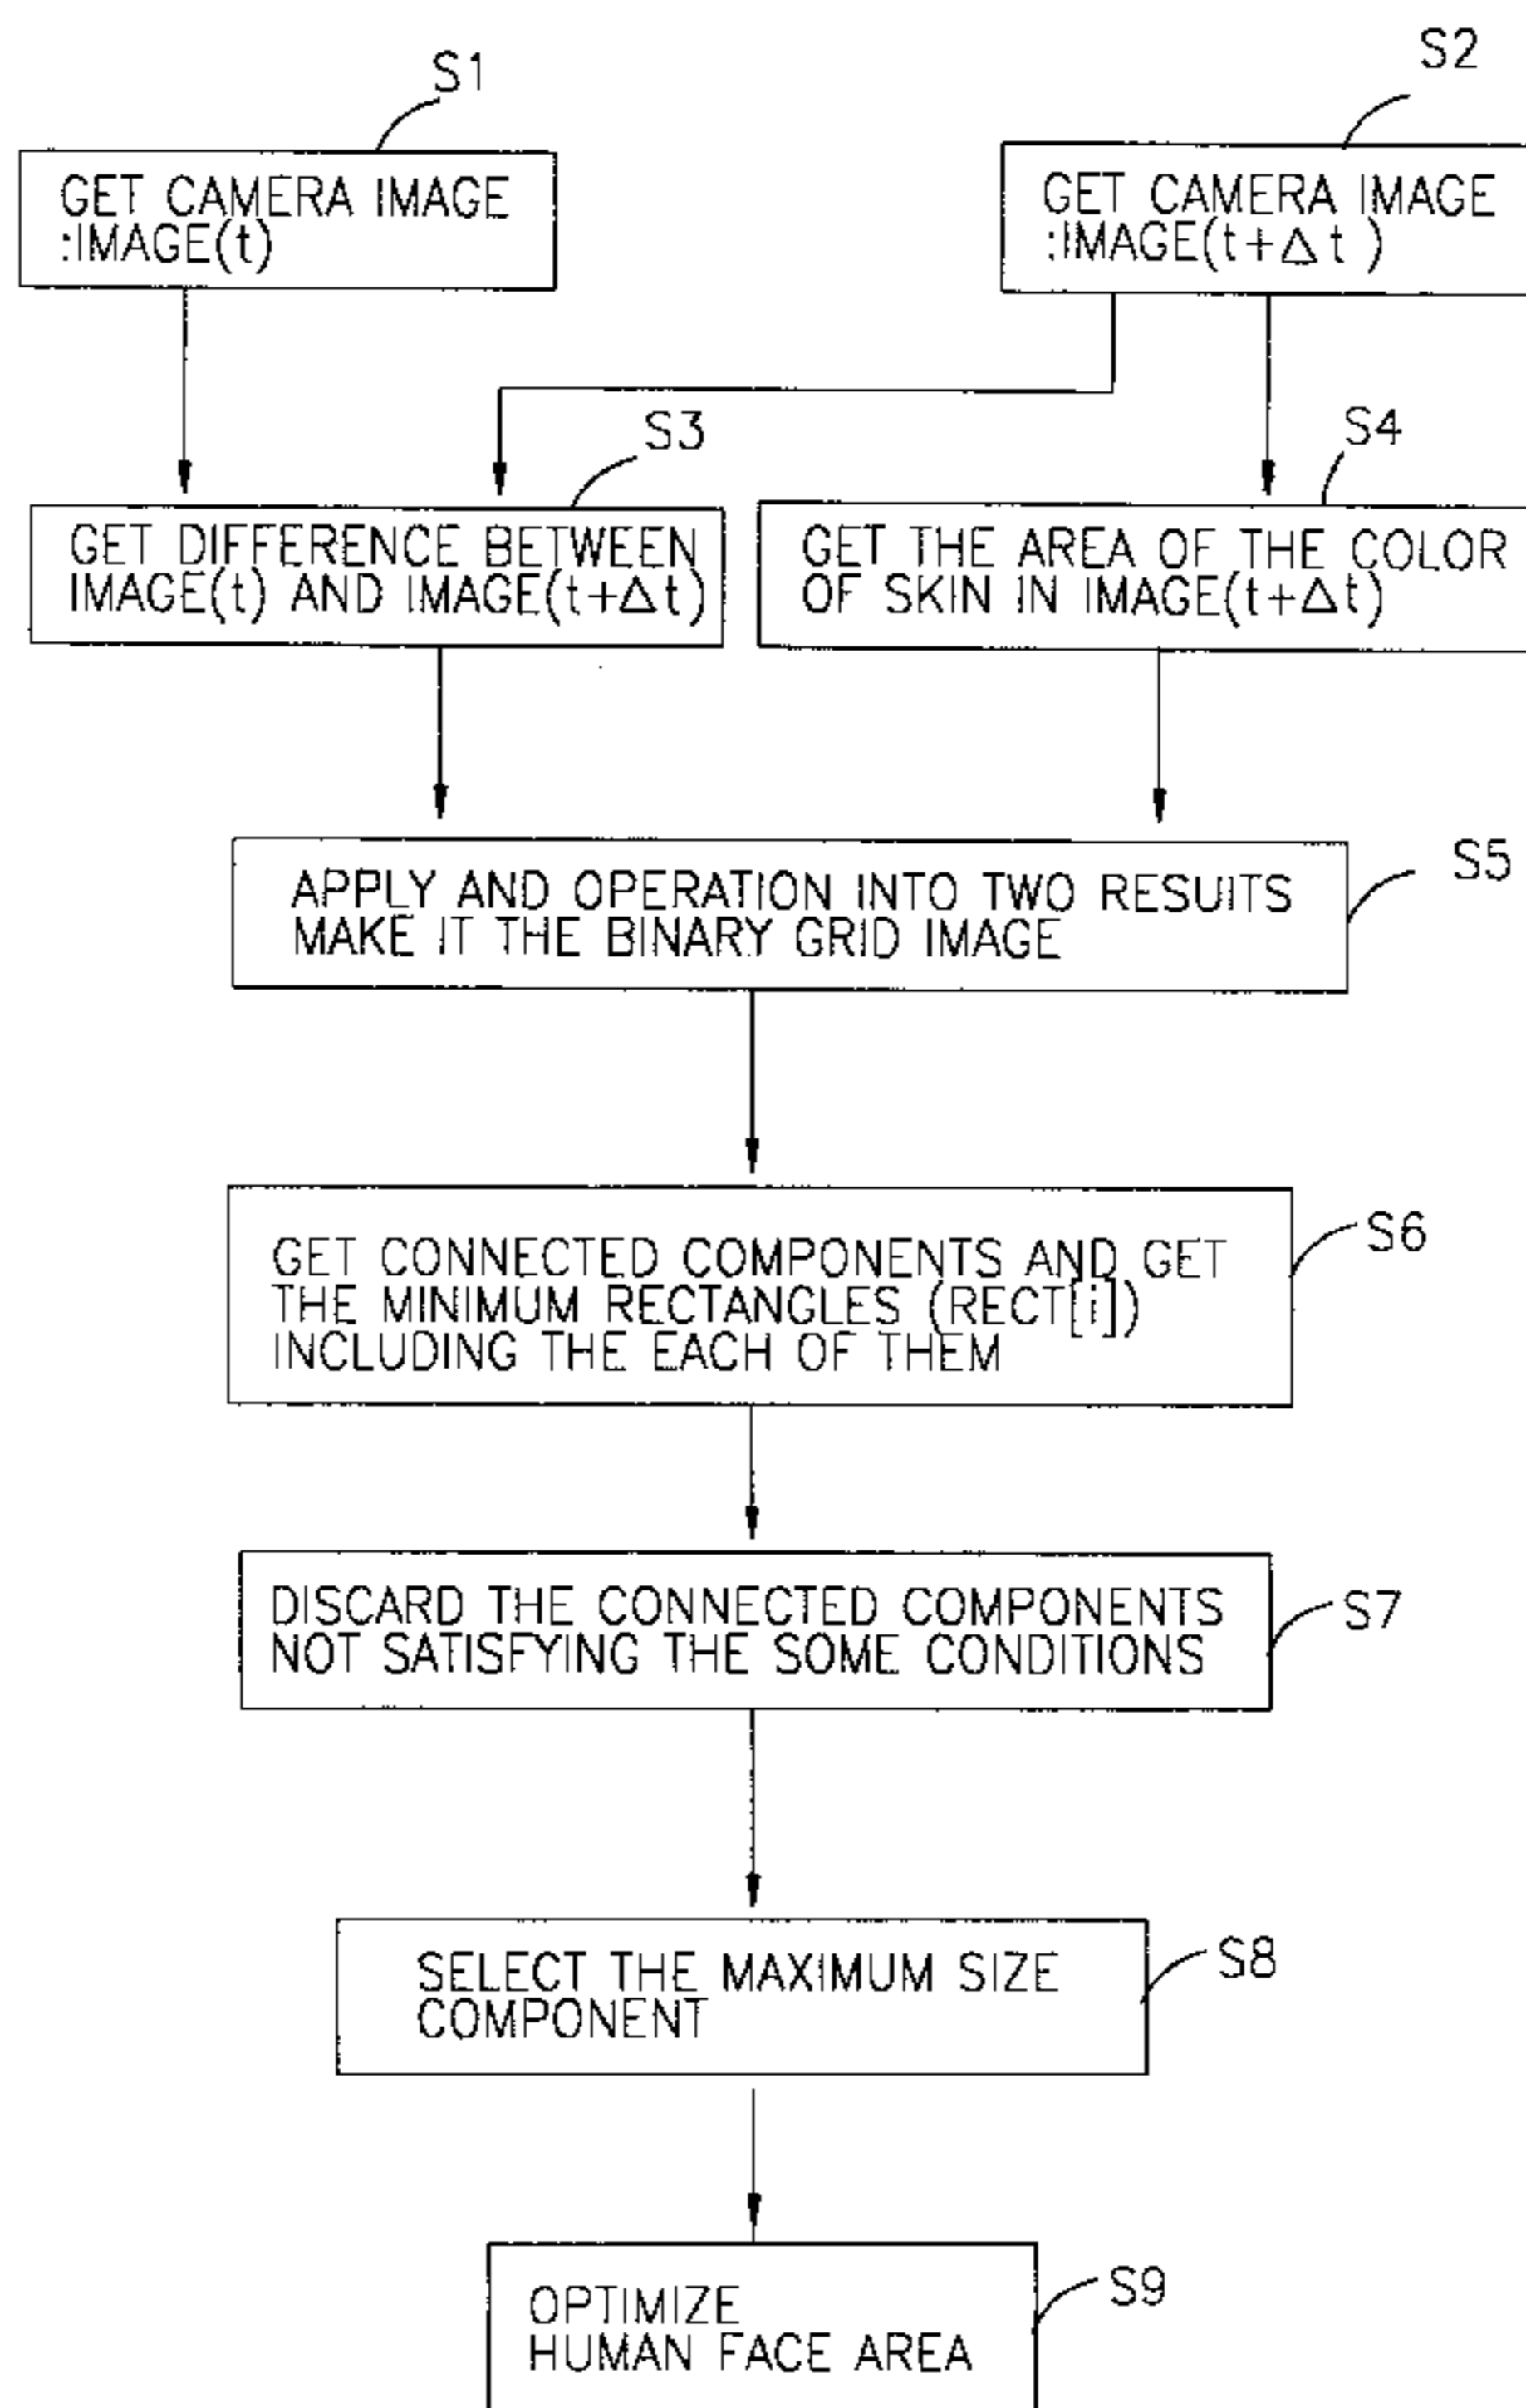 S1
S2
GET CAMERA IMAGE
:IMAGE(t)
GET CAMERA IMAGE
:IMAGE(t+Δt )
S3
S4
GET DIFFERENCE BETWEEN
IMAGE(t) AND IMAGE(t+Δt)
GET THE AREA OF THE COLOR
OF SKIN IN IMAGE(t+Δt)
S5
APPLY AND OPERATION INTO TWO RESUITS
MAKE IT THE BINARY GRID IMAGE
S6
GET CONNECTED COMPONENTS AND GET
THE MINIMUM RECTANGLES (RECT[i])
INCLUDING THE EACH OF THEM
S7
DISCARD THE CONNECTED COMPONENTS
NOT SATISFYING THE SOME CONDITIONS
S8
SELECT THE MAXIMUM SIZE
COMPONENT
S9
OPTIMIZE
HUMAN FACE AREA